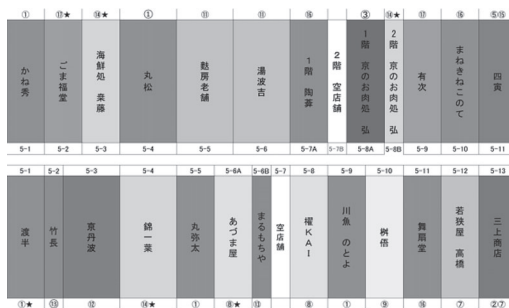 ① ⑰★ ⑭★ ① ⑪ ⑪ ⑯ ③ ⑭★ ⑰ ⑯ ⑤⑮
かね秀
ごま福堂
海鮮処 桒藤
丸松
麩房老舗
湯波吉
1階 陶葊
2階 空店舗
1階 京のお肉処 弘
2階 京のお肉処 弘
有次
まねきねこのて
四寅
5-1 5-2 5-3 5-4 5-5 5-6 5-7A 5-7B 5-8A 5-8B 5-9 5-10 5-11
5-1 5-2 5-3 5-4 5-5 5-6A 5-6B 5-7 5-8 5-9 5-10 5-11 5-12 5-13
渡半
竹長
京丹波
錦一葉
丸弥太
あづま屋
まるもちや
空店舗
櫂KAI
川魚 のとよ
桝悟
舞扇堂
若狭屋 高橋
三上商店
①★ ⑬ ⑫ ⑭★ ① ⑧★ ⑬ ⑧ ① ⑨ ⑯ ⑦ ②⑦